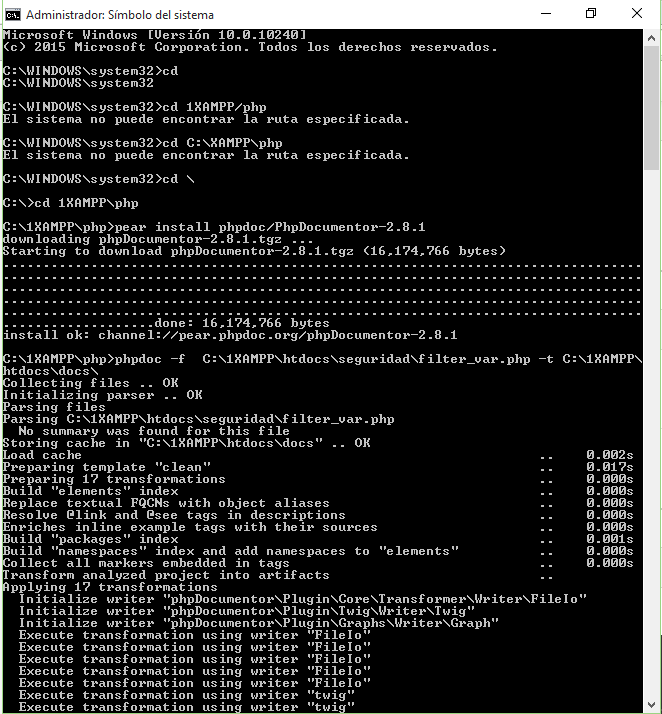 Administrador: Símbolo del sistema
Microsoft Windows [Versión 10.0.10240]
(c) 2015 Microsoft Corporation. Todos los derechos reservados.
C:\WINDOWS\system32>cd
C:\WINDOWS\system32
C:\WINDOWS\system32>cd 1XAMPP/php
El sistema no puede encontrar la ruta especificada.
C:\WINDOWS\system32>cd C:\XAMPP\php
El sistema no puede encontrar la ruta especificada.
C:\WINDOWS\system32>cd \
C:\>cd 1XAMPP\php
C:\1XAMPP\php>pear install phpdoc/PhpDocumentor-2.8.1
downloading phpDocumentor-2.8.1.tgz ...
Starting to download phpDocumentor-2.8.1.tgz (16,174,766 bytes)
................................................................................
................................................................................
................................................................................
................................................................................
................................................................................
...................done: 16,174,766 bytes
install ok: channel://pear.phpdoc.org/phpDocumentor-2.8.1
C:\1XAMPP\php>phpdoc -f  C:\1XAMPP\htdocs\seguridad\filter_var.php -t C:\1XAMPP\
htdocs\docs\
Collecting files .. OK
Initializing parser .. OK
Parsing files
Parsing C:\1XAMPP\htdocs\seguridad\filter_var.php
  No summary was found for this file
Storing cache in "C:\1XAMPP\htdocs\docs" .. OK
Load cache .. 0.002s
Preparing template "clean" .. 0.017s
Preparing 17 transformations .. 0.000s
Build "elements" index .. 0.000s
Replace textual FQCNs with object aliases .. 0.000s
Resolve @link and @see tags in descriptions .. 0.000s
Enriches inline example tags with their sources .. 0.000s
Build "packages" index .. 0.001s
Build "namespaces" index and add namespaces to "elements" .. 0.000s
Collect all markers embedded in tags .. 0.000s
Transform analyzed project into artifacts ..
Applying 17 transformations
  Initialize writer "phpDocumentor\Plugin\Core\Transformer\Writer\FileIo"
  Initialize writer "phpDocumentor\Plugin\Twig\Writer\Twig"
  Initialize writer "phpDocumentor\Plugin\Graphs\Writer\Graph"
  Execute transformation using writer "FileIo"
  Execute transformation using writer "FileIo"
  Execute transformation using writer "FileIo"
  Execute transformation using writer "FileIo"
  Execute transformation using writer "FileIo"
  Execute transformation using writer "twig"
  Execute transformation using writer "twig"